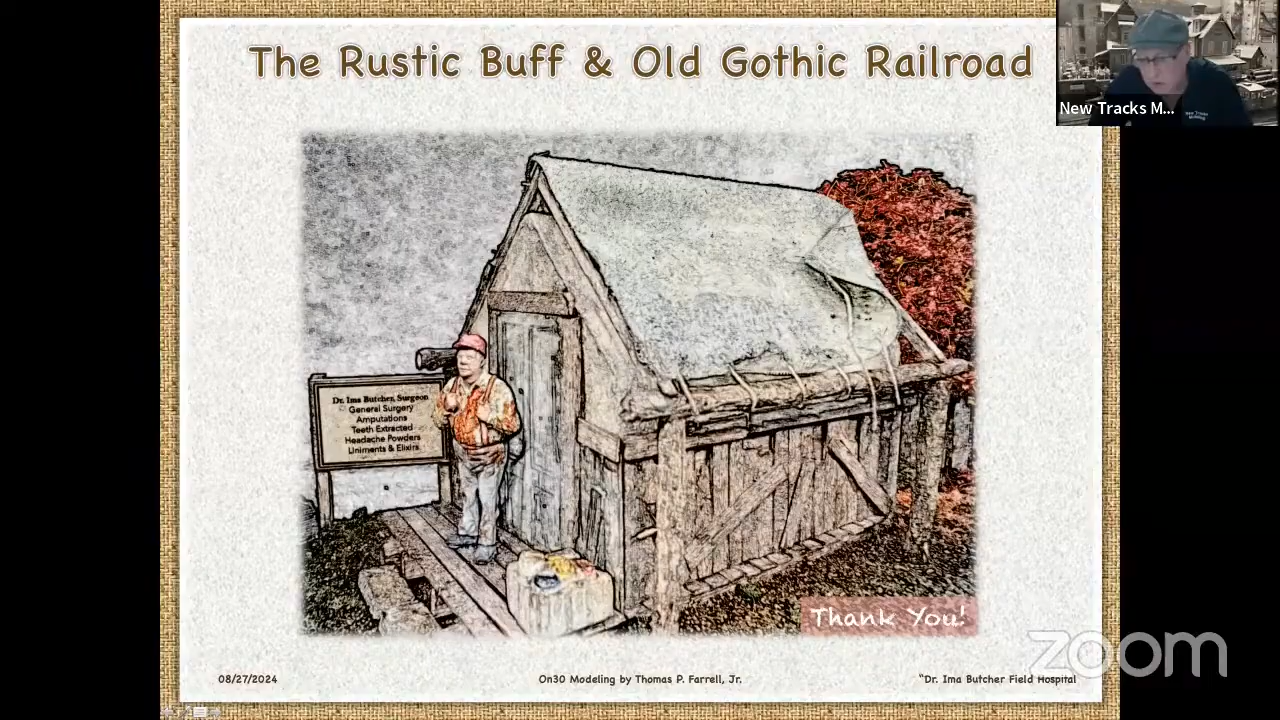 The Rustic Buff & Old Gothic Railroad
New Tracks M...
Dr. Ima Butcher, Surgeon
General Surgery
Amputations
Teeth Extracted
Headache Powders
Liniments & Elixirs
Thank You!
zoom
08/27/2024
On30 Modeling by Thomas P. Farrell, Jr.
"Dr. Ima Butcher Field Hospital